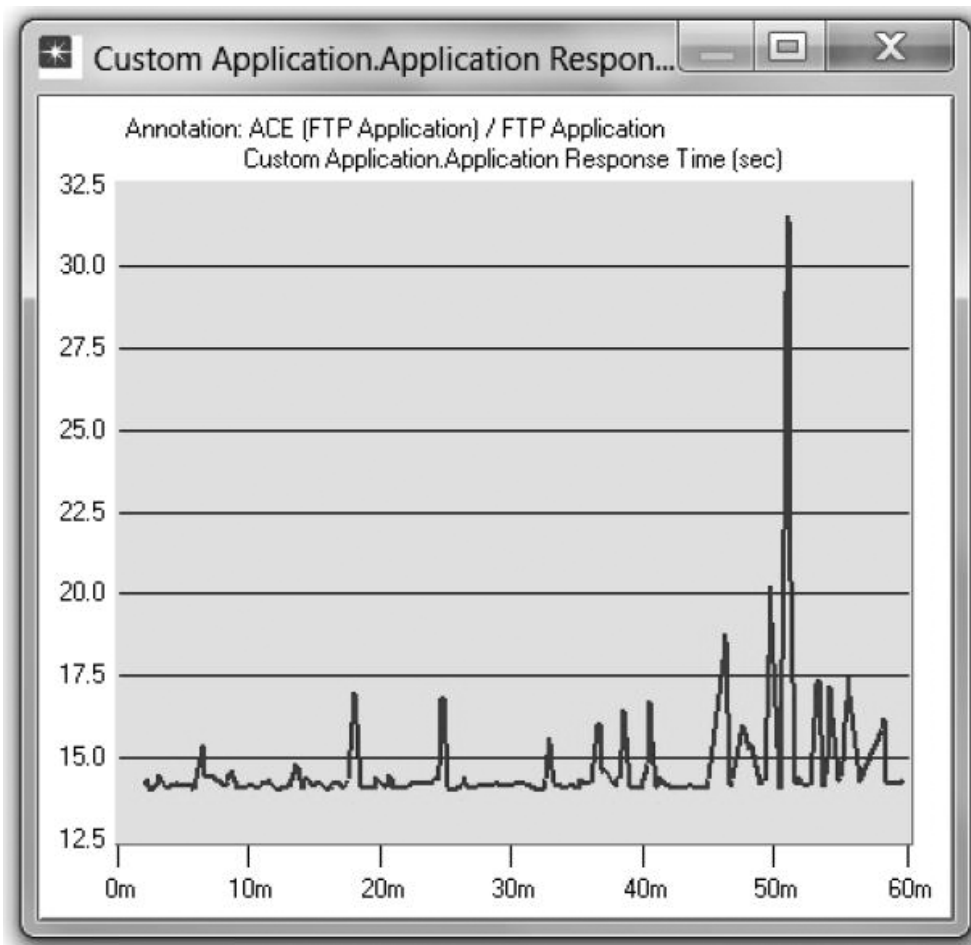 Custom Application.Application Respon...
Annotation: ACE (FTP Application) / FTP Application
Custom Application.Application Response Time (sec)
32.5
30.0
27.5
25.0
22.5
20.0
17.5
15.0
12.5
0m 10m 20m 30m 40m 50m 60m